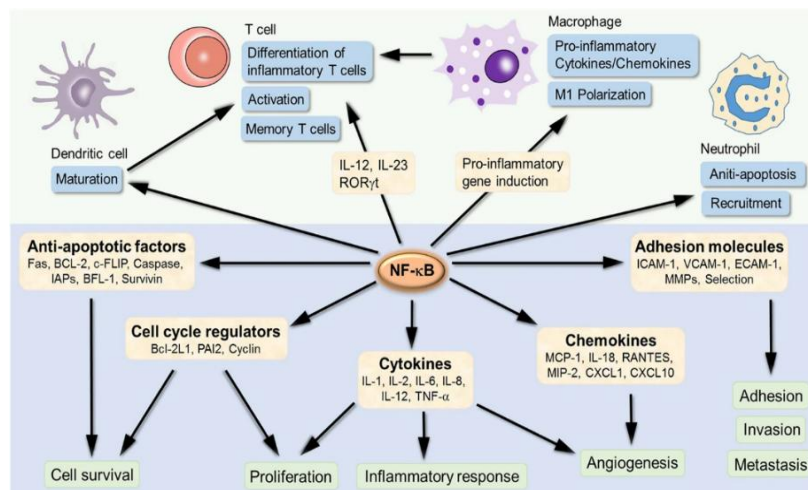 T cell
Differentiation of
inflammatory T cells
Activation
Memory T cells
Macrophage
Pro-inflammatory
Cytokines/Chemokines
M1 Polarization
Neutrophil
Aniti-apoptosis
Recruitment
Dendritic cell
Maturation
IL-12, IL-23
RORγt
Pro-inflammatory
gene induction
NF-κB
Anti-apoptotic factors
Fas, BCL-2, c-FLIP, Caspase,
IAPs, BFL-1, Survivin
Adhesion molecules
ICAM-1, VCAM-1, ECAM-1,
MMPs, Selection
Cell cycle regulators
Bcl-2L1, PAI2, Cyclin
Cytokines
IL-1, IL-2, IL-6, IL-8,
IL-12, TNF-α
Chemokines
MCP-1, IL-18, RANTES,
MIP-2, CXCL1, CXCL10
Cell survival
Proliferation
Inflammatory response
Angiogenesis
Adhesion
Invasion
Metastasis